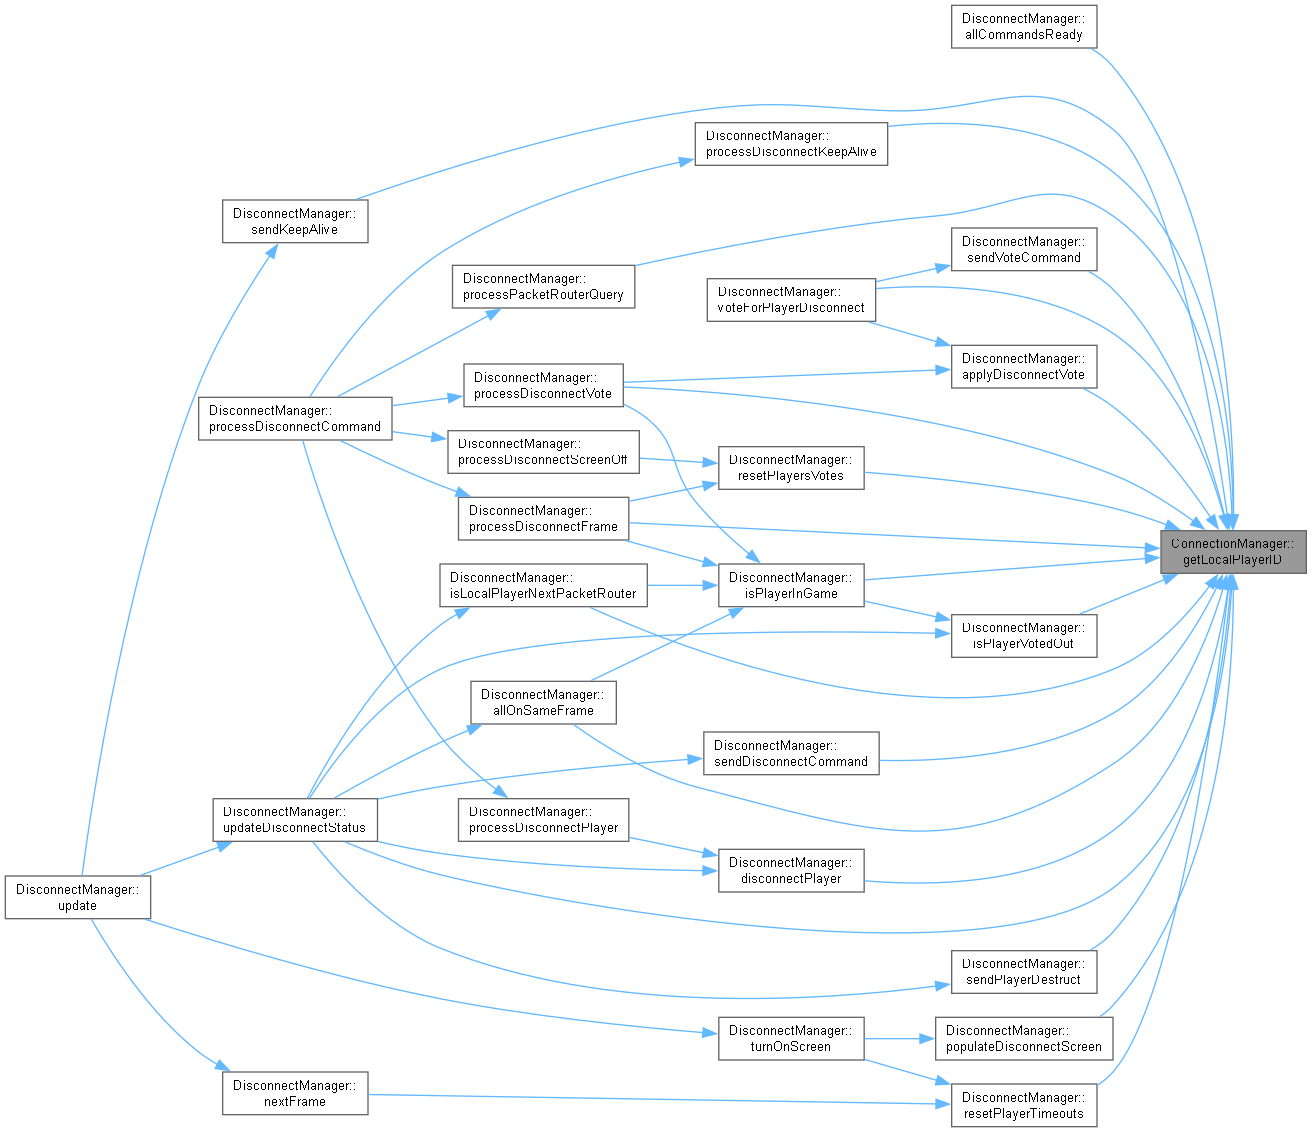 DisconnectManager::
allCommandsReady
DisconnectManager::
processDisconnectKeepAlive
DisconnectManager::
sendKeepAlive
DisconnectManager::
sendVoteCommand
DisconnectManager::
processPacketRouterQuery
DisconnectManager::
voteForPlayerDisconnect
DisconnectManager::
applyDisconnectVote
DisconnectManager::
processDisconnectVote
DisconnectManager::
processDisconnectCommand
DisconnectManager::
processDisconnectScreenOff
DisconnectManager::
resetPlayersVotes
DisconnectManager::
processDisconnectFrame
ConnectionManager::
getLocalPlayerID
DisconnectManager::
isLocalPlayerNextPacketRouter
DisconnectManager::
isPlayerInGame
DisconnectManager::
isPlayerVotedOut
DisconnectManager::
allOnSameFrame
DisconnectManager::
sendDisconnectCommand
DisconnectManager::
updateDisconnectStatus
DisconnectManager::
processDisconnectPlayer
DisconnectManager::
disconnectPlayer
DisconnectManager::
update
DisconnectManager::
sendPlayerDestruct
DisconnectManager::
turnOnScreen
DisconnectManager::
populateDisconnectScreen
DisconnectManager::
nextFrame
DisconnectManager::
resetPlayerTimeouts